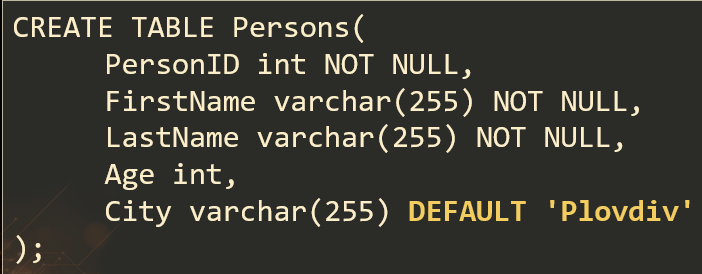 CREATE TABLE Persons(
PersonID int NOT NULL,
FirstName varchar(255) NOT NULL,
LastName varchar(255) NOT NULL,
Age int,
City varchar(255) DEFAULT 'Plovdiv'
);